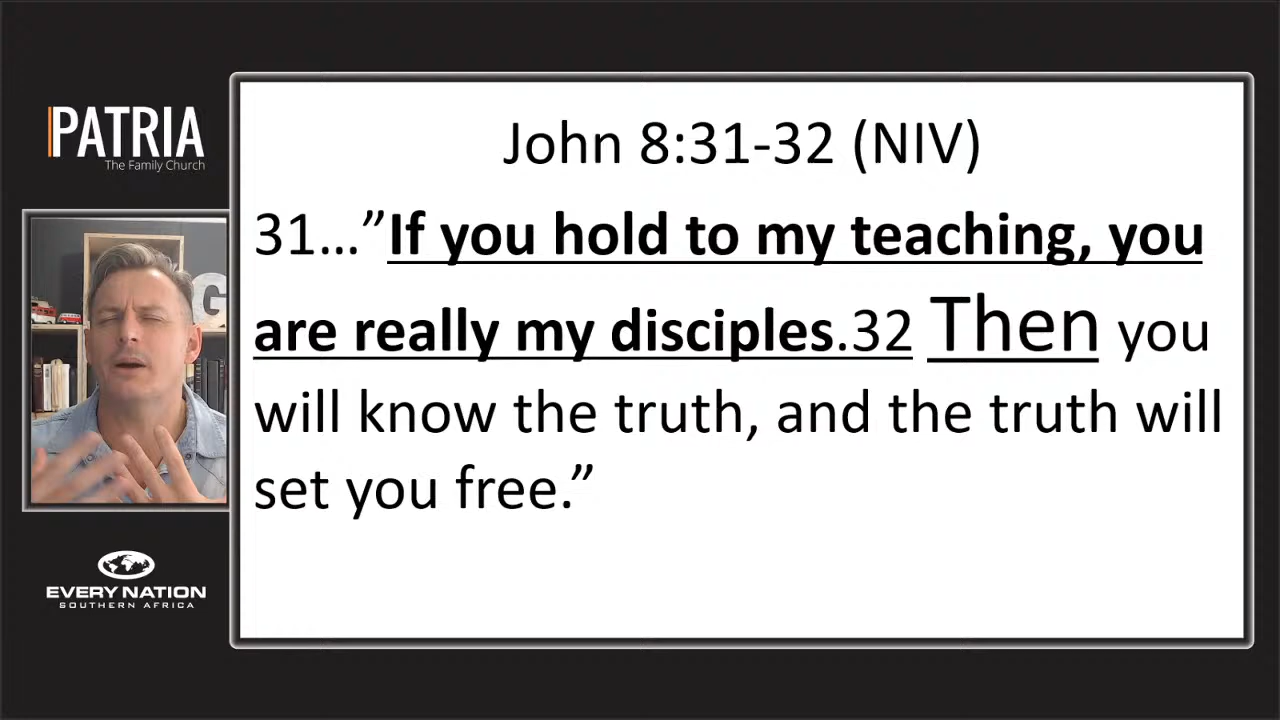 PATRIA
The Family Church
G
EVERY NATION
SOUTHERN AFRICA
John 8:31-32 (NIV)
31...”If you hold to my teaching, you
are really my disciples.32 Then you
will know the truth, and the truth will
set you free.”